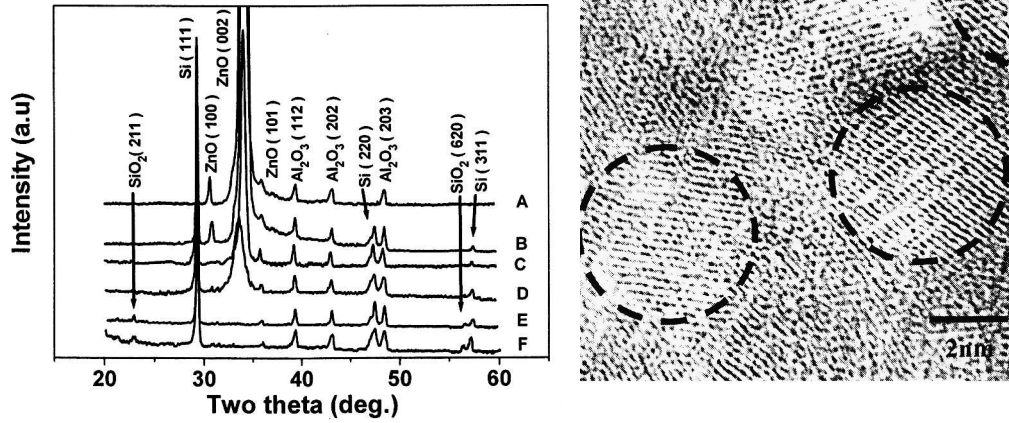 Intensity (a.u)
SiO2 ( 211 )
Si ( 111 )
ZnO ( 100 )
ZnO ( 002 )
ZnO ( 101 )
Al2O3 ( 112 )
Al2O3 ( 202 )
Si ( 220 )
Al2O3 ( 203 )
SiO2 ( 620 )
Si ( 311 )
A
B
C
D
E
F
20 30 40 50 60
Two theta (deg.)
2nm